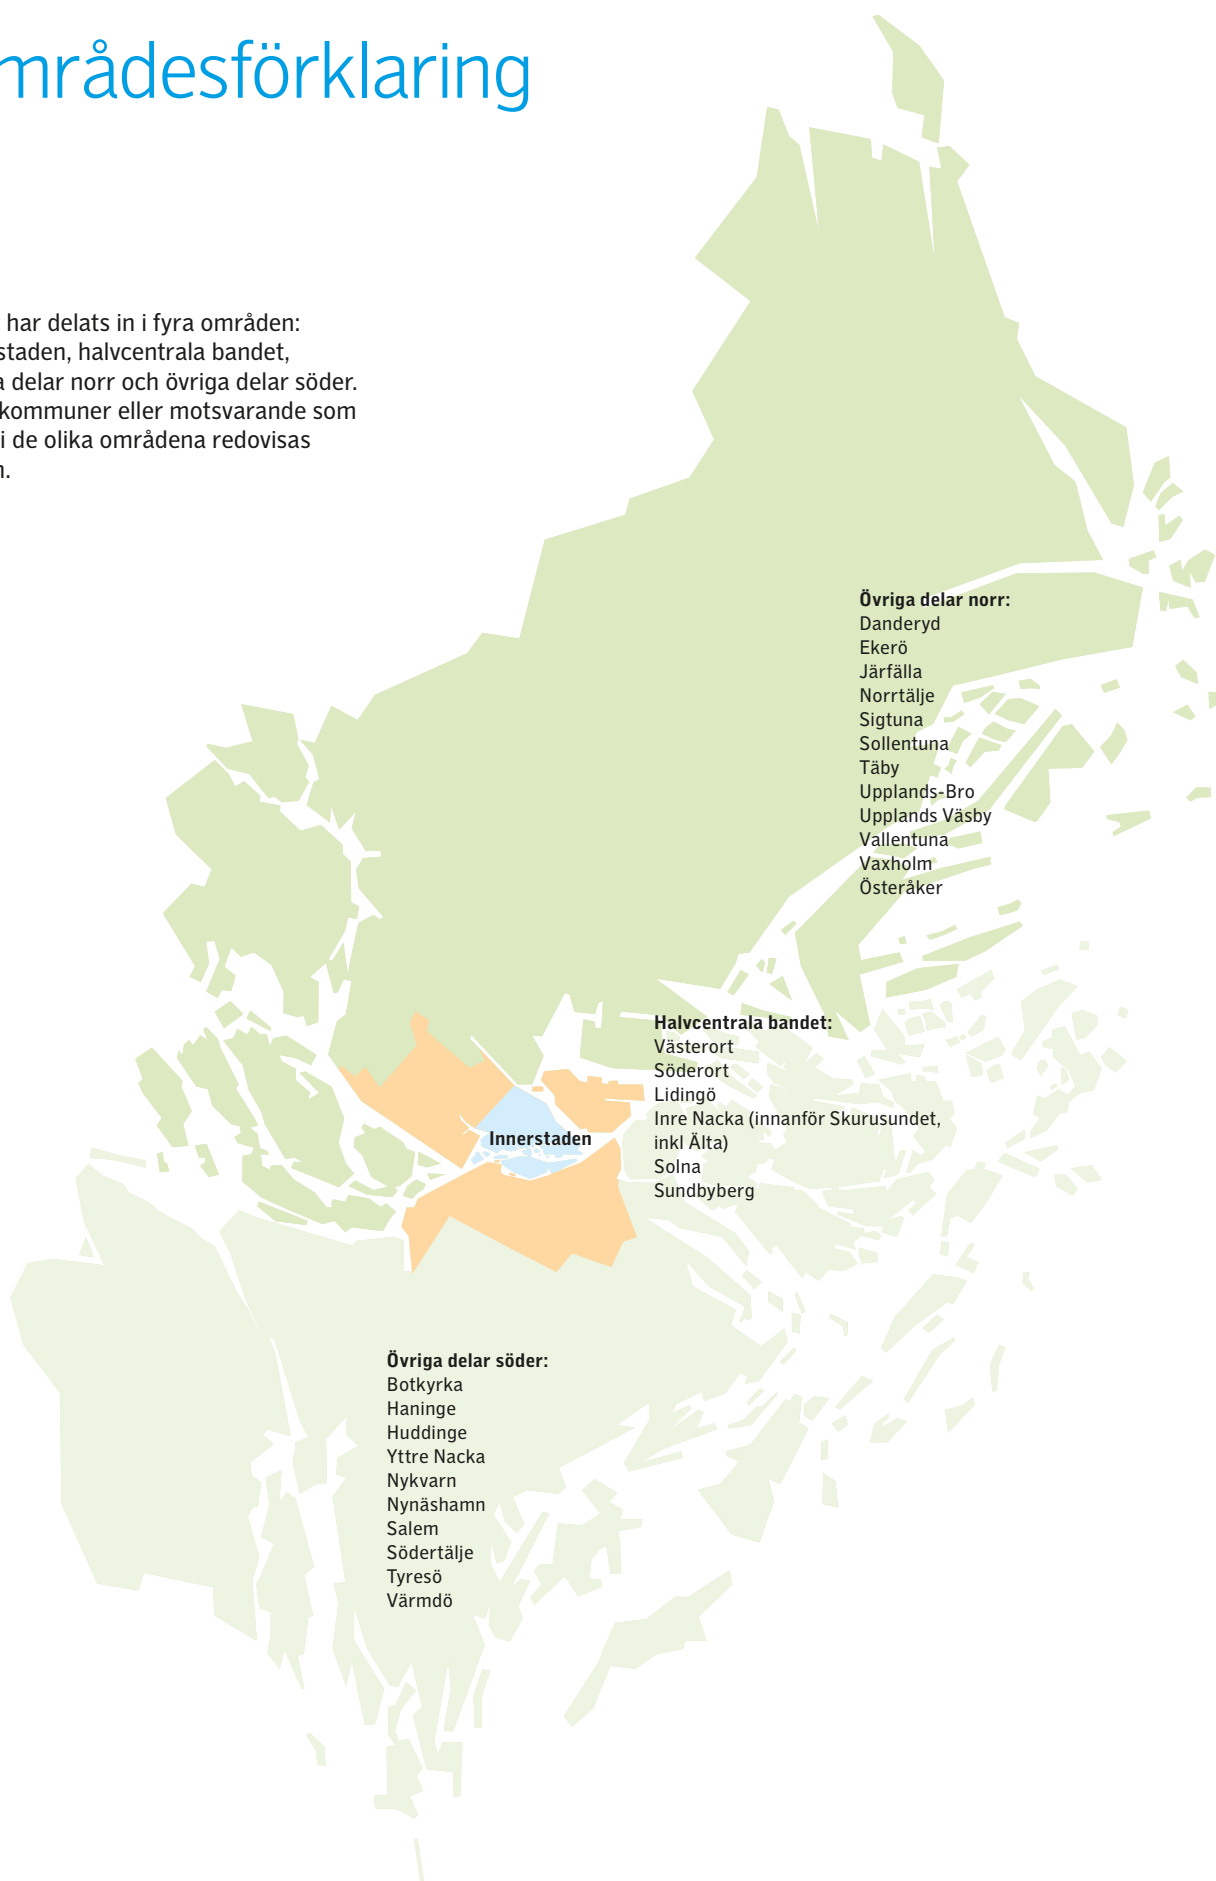 mrådesförklaring
har delats in i fyra områden:
staden, halvcentrala bandet,
a delar norr och övriga delar söder.
kommuner eller motsvarande som
i de olika områdena redovisas
n.
Övriga delar norr:
Danderyd
Ekerö
Järfälla
Norrtälje
Sigtuna
Sollentuna
Täby
Upplands-Bro
Upplands Väsby
Vallentuna
Vaxholm
Österåker
Halvcentrala bandet:
Västerort
Söderort
Lidingö
Inre Nacka (innanför Skurusundet,
inkl Älta)
Solna
Sundbyberg
Innerstaden
Övriga delar söder:
Botkyrka
Haninge
Huddinge
Yttre Nacka
Nykvarn
Nynäshamn
Salem
Södertälje
Tyresö
Värmdö